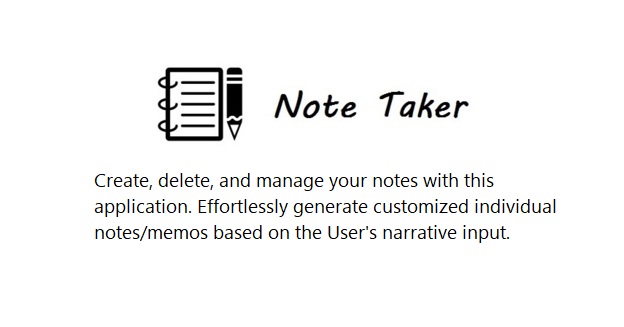 Note Taker
Create, delete, and manage your notes with this
application. Effortlessly generate customized individual
notes/memos based on the User's narrative input.